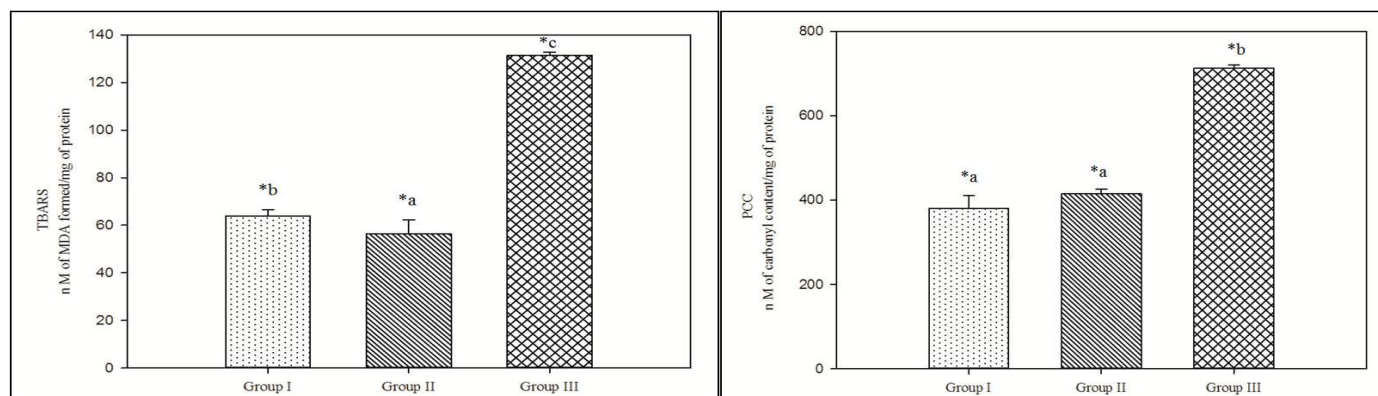 140
120
100
80
60
40
20
0
TBARS
n M of MDA formed/mg of protein
*b
*a
*c
Group I
Group II
Group III
800
600
400
200
0
PCC
n M of carbonyl content/mg of protein
*a
*a
*b
Group I
Group II
Group III